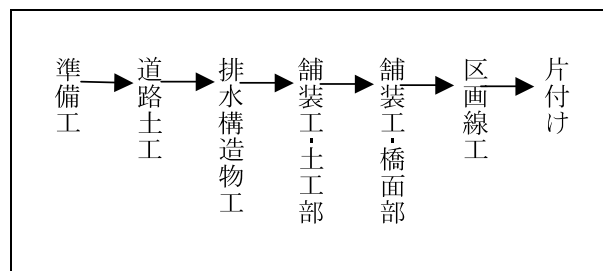 準備工
道路土工
排水構造物工
舗装工・土工部
舗装工・橋面部
区画線工
片付け